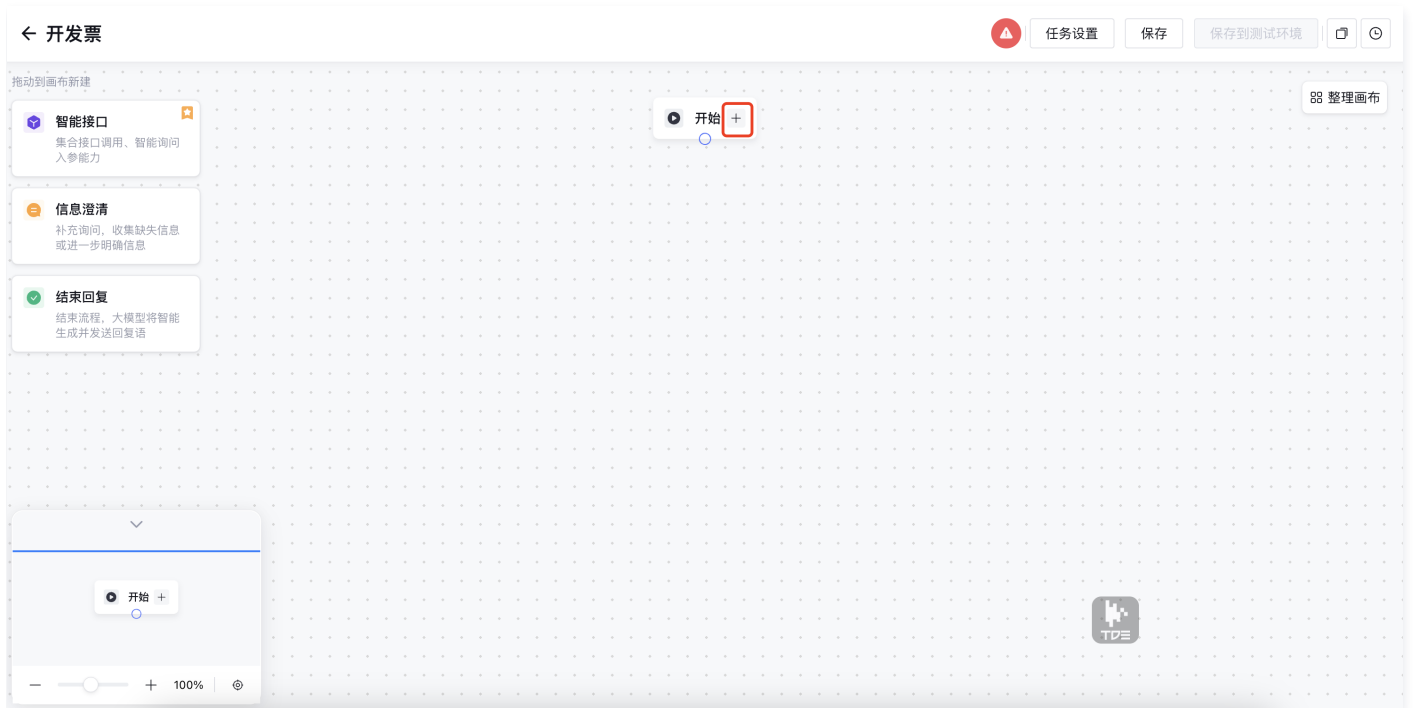 开发票
任务设置
保存
保存到测试环境
拖动到画布新建
整理画布
智能接口
集合接口调用、智能询问
入参能力
开始
信息澄清
补充询问，收集缺失信息
或进一步明确信息
结束回复
结束流程，大模型将智能
生成并发送回复语
开始
TDE
100%